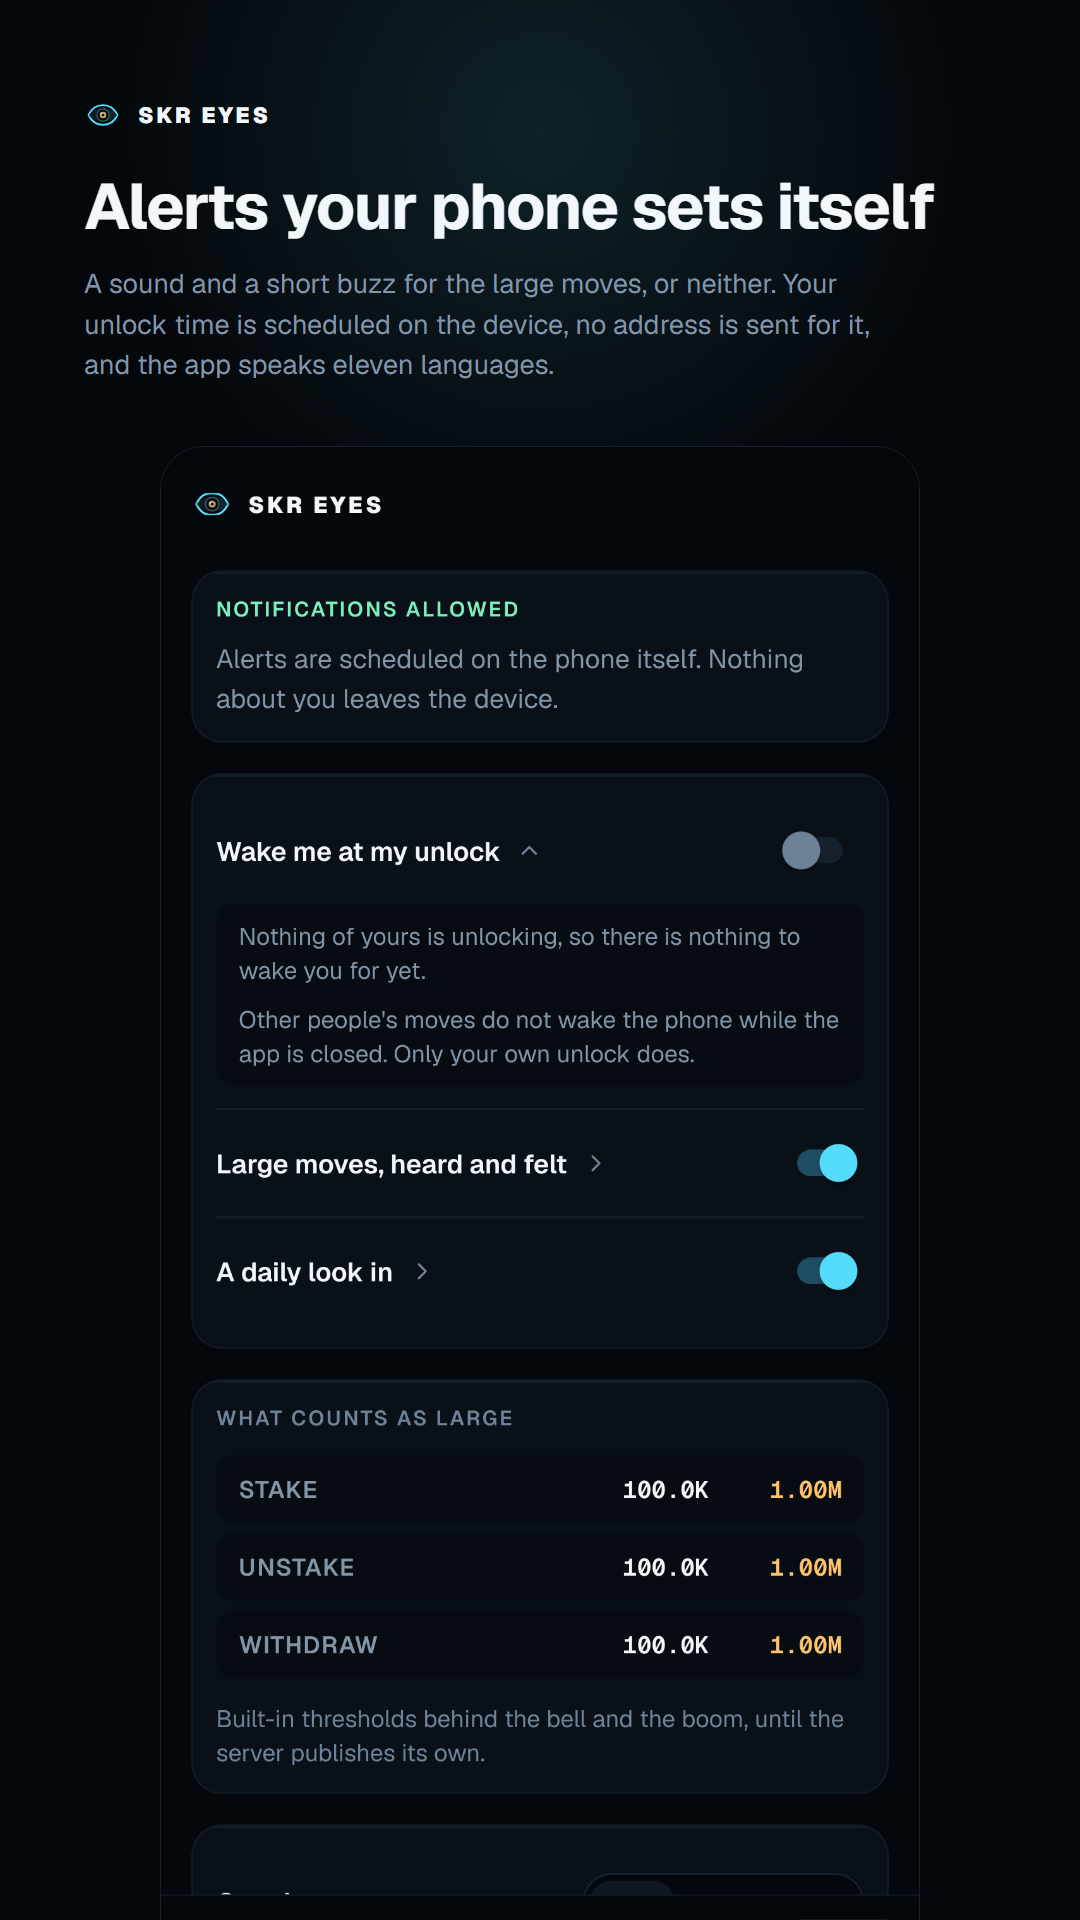 SKR EYES
Alerts your phone sets itself
A sound and a short buzz for the large moves, or neither. Your
unlock time is scheduled on the device, no address is sent for it,
and the app speaks eleven languages.
SKR EYES
NOTIFICATIONS ALLOWED
Alerts are scheduled on the phone itself. Nothing
about you leaves the device.
Wake me at my unlock
Nothing of yours is unlocking, so there is nothing to
wake you for yet.
Other people's moves do not wake the phone while the
app is closed. Only your own unlock does.
Large moves, heard and felt
A daily look in
WHAT COUNTS AS LARGE
STAKE 100.0K 1.00M
UNSTAKE 100.0K 1.00M
WITHDRAW 100.0K 1.00M
Built-in thresholds behind the bell and the boom, until the
server publishes its own.